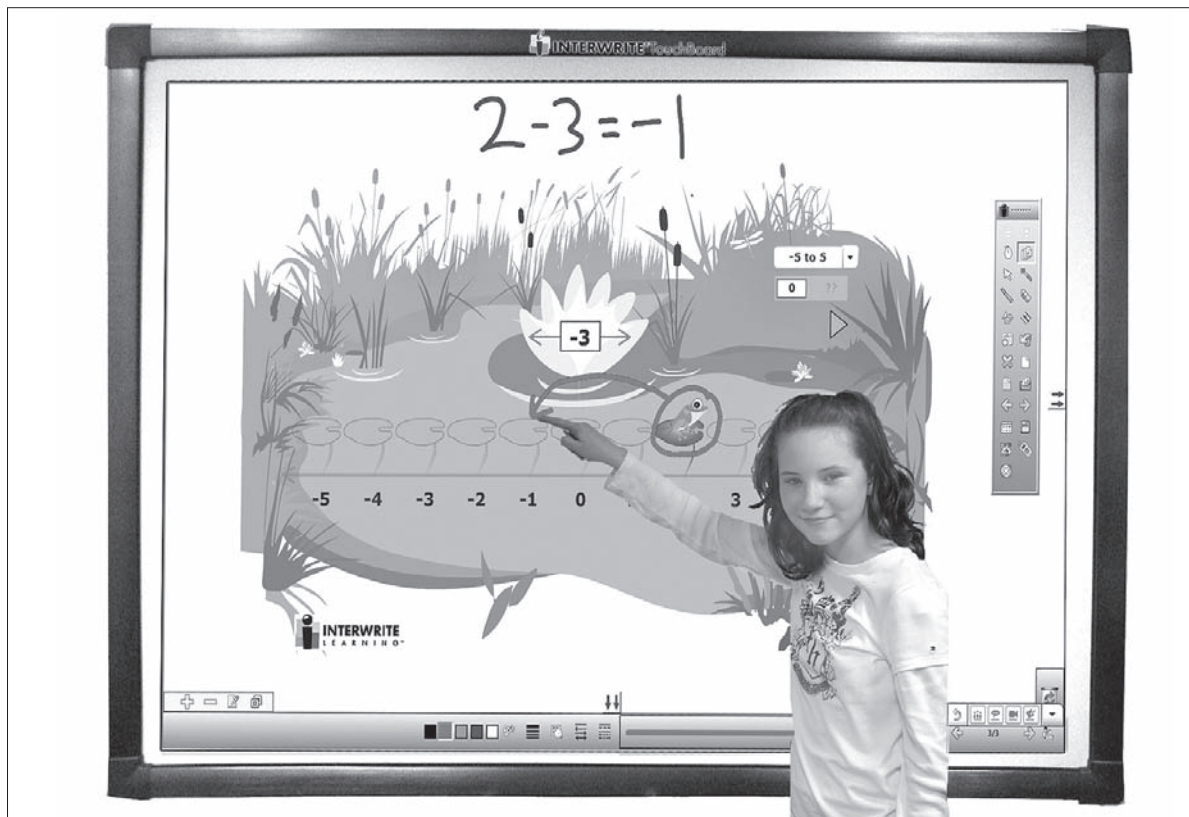 INTERWRITE TouchBoard
2-3=-1
-5 to 5
0 ??
-3
-5 -4 -3 -2 -1 0 3
INTERWRITE
LEARNING
3/3